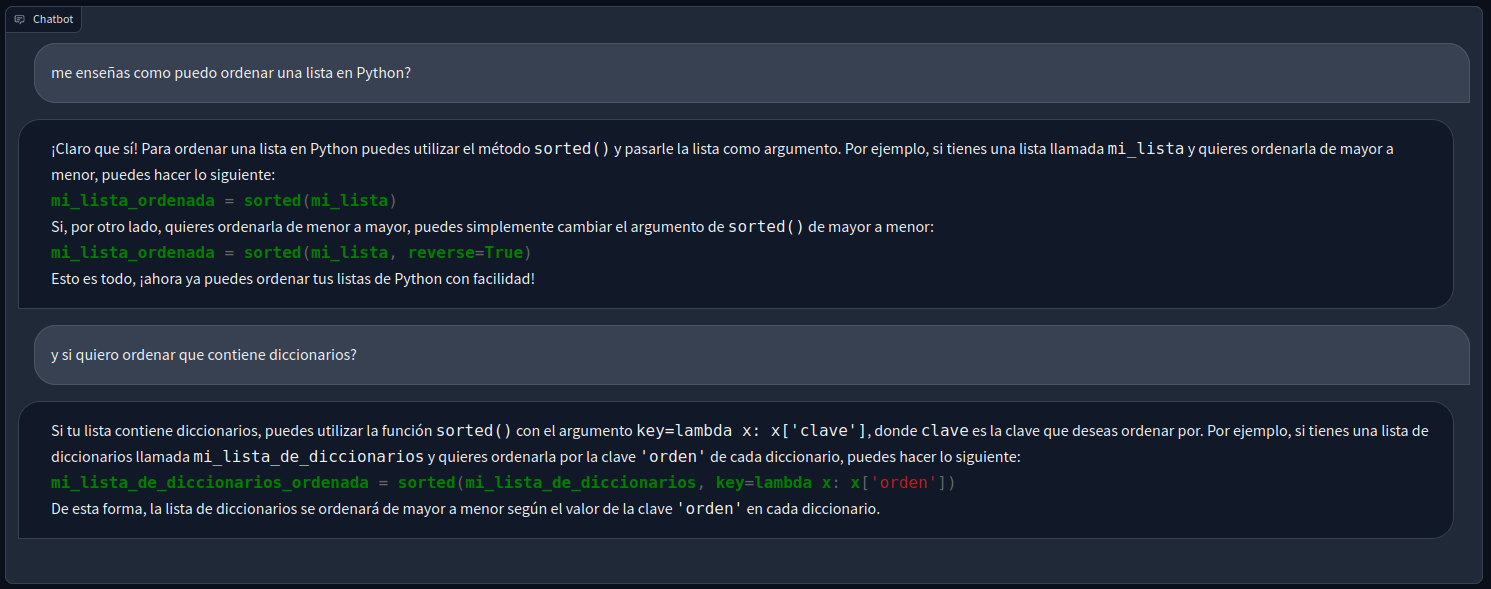 Chatbot
me enseñas como puedo ordenar una lista en Python?
¡Claro que sí! Para ordenar una lista en Python puedes utilizar el método sorted() y pasarle la lista como argumento. Por ejemplo, si tienes una lista llamada mi_lista y quieres ordenarla de mayor a
menor, puedes hacer lo siguiente:
mi_lista_ordenada = sorted(mi_lista)
Si, por otro lado, quieres ordenarla de menor a mayor, puedes simplemente cambiar el argumento de sorted() de mayor a menor:
mi_lista_ordenada = sorted(mi_lista, reverse=True)
Esto es todo, ¡ahora ya puedes ordenar tus listas de Python con facilidad!
y si quiero ordenar que contiene diccionarios?
Si tu lista contiene diccionarios, puedes utilizar la función sorted() con el argumento key=lambda x: x['clave'], donde clave es la clave que deseas ordenar por. Por ejemplo, si tienes una lista de
diccionarios llamada mi_lista_de_diccionarios y quieres ordenarla por la clave 'orden' de cada diccionario, puedes hacer lo siguiente:
mi_lista_de_diccionarios_ordenada = sorted(mi_lista_de_diccionarios, key=lambda x: x['orden'])
De esta forma, la lista de diccionarios se ordenará de mayor a menor según el valor de la clave 'orden' en cada diccionario.